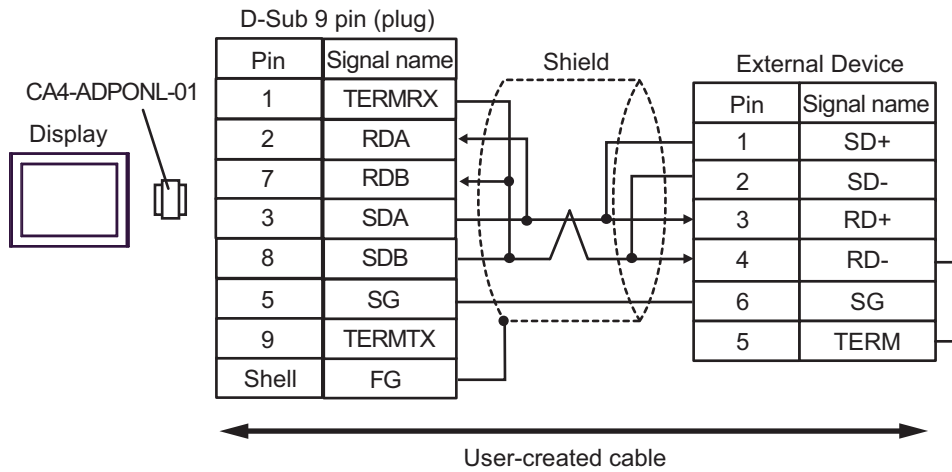 D-Sub 9 pin (plug)
Pin Signal name
1 TERMRX
2 RDA
7 RDB
3 SDA
8 SDB
5 SG
9 TERMTX
Shell FG
CA4-ADPONL-01
Display
Shield
External Device
Pin Signal name
1 SD+
2 SD-
3 RD+
4 RD-
6 SG
5 TERM
User-created cable